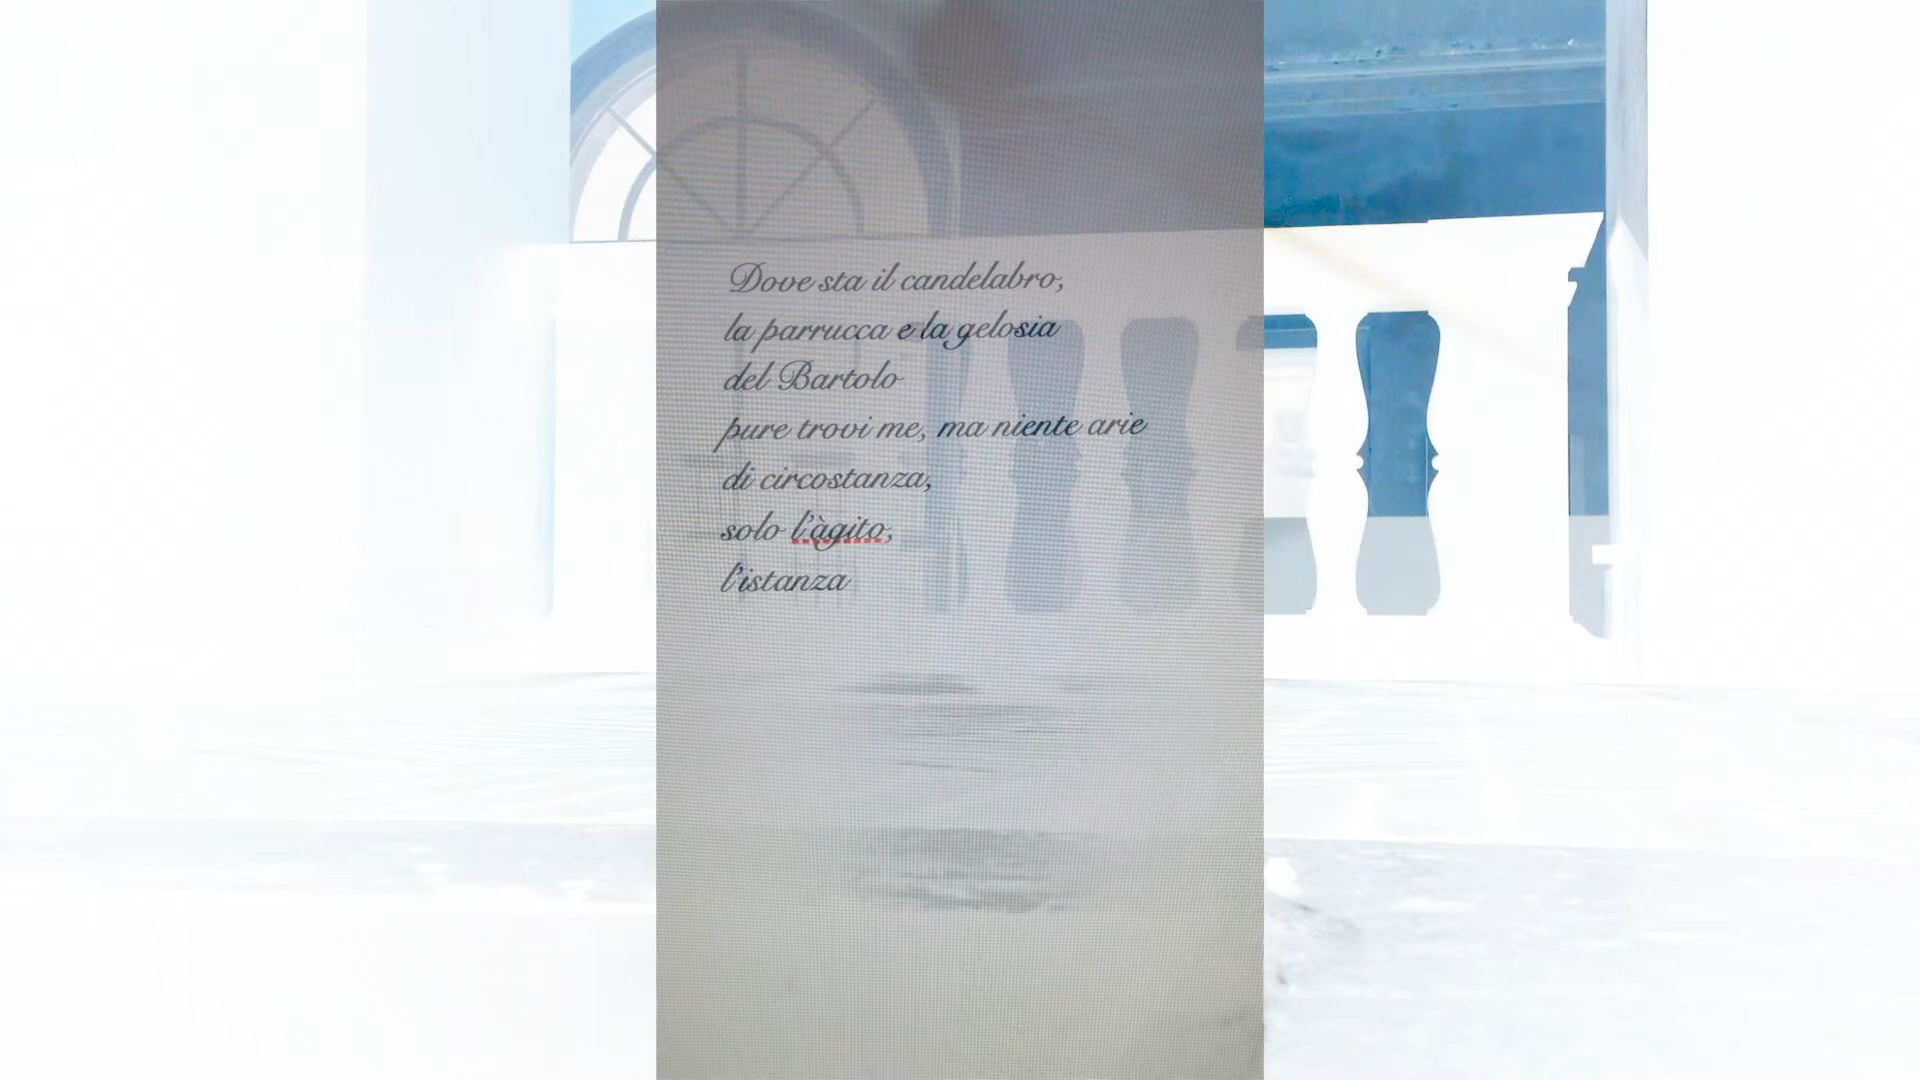 Dove sta il candelabro,
la parrucca e la gelosia
del Bartolo
pure trovi me, ma niente arie
di circostanza,
solo l'àgito,
l'istanza